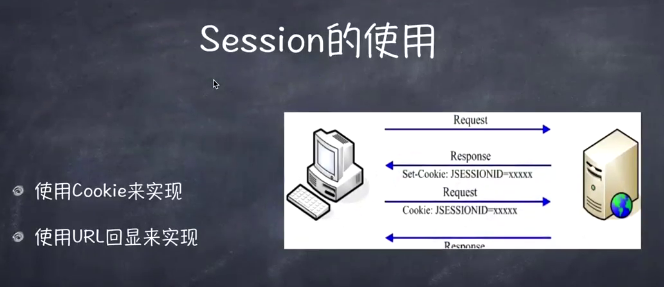 Session的使用
使用Cookie来实现
使用URL回显来实现
Request
Response
Set-Cookie: JSESSIONID=xxxxx
Request
Cookie: JSESSIONID=xxxxx
Response